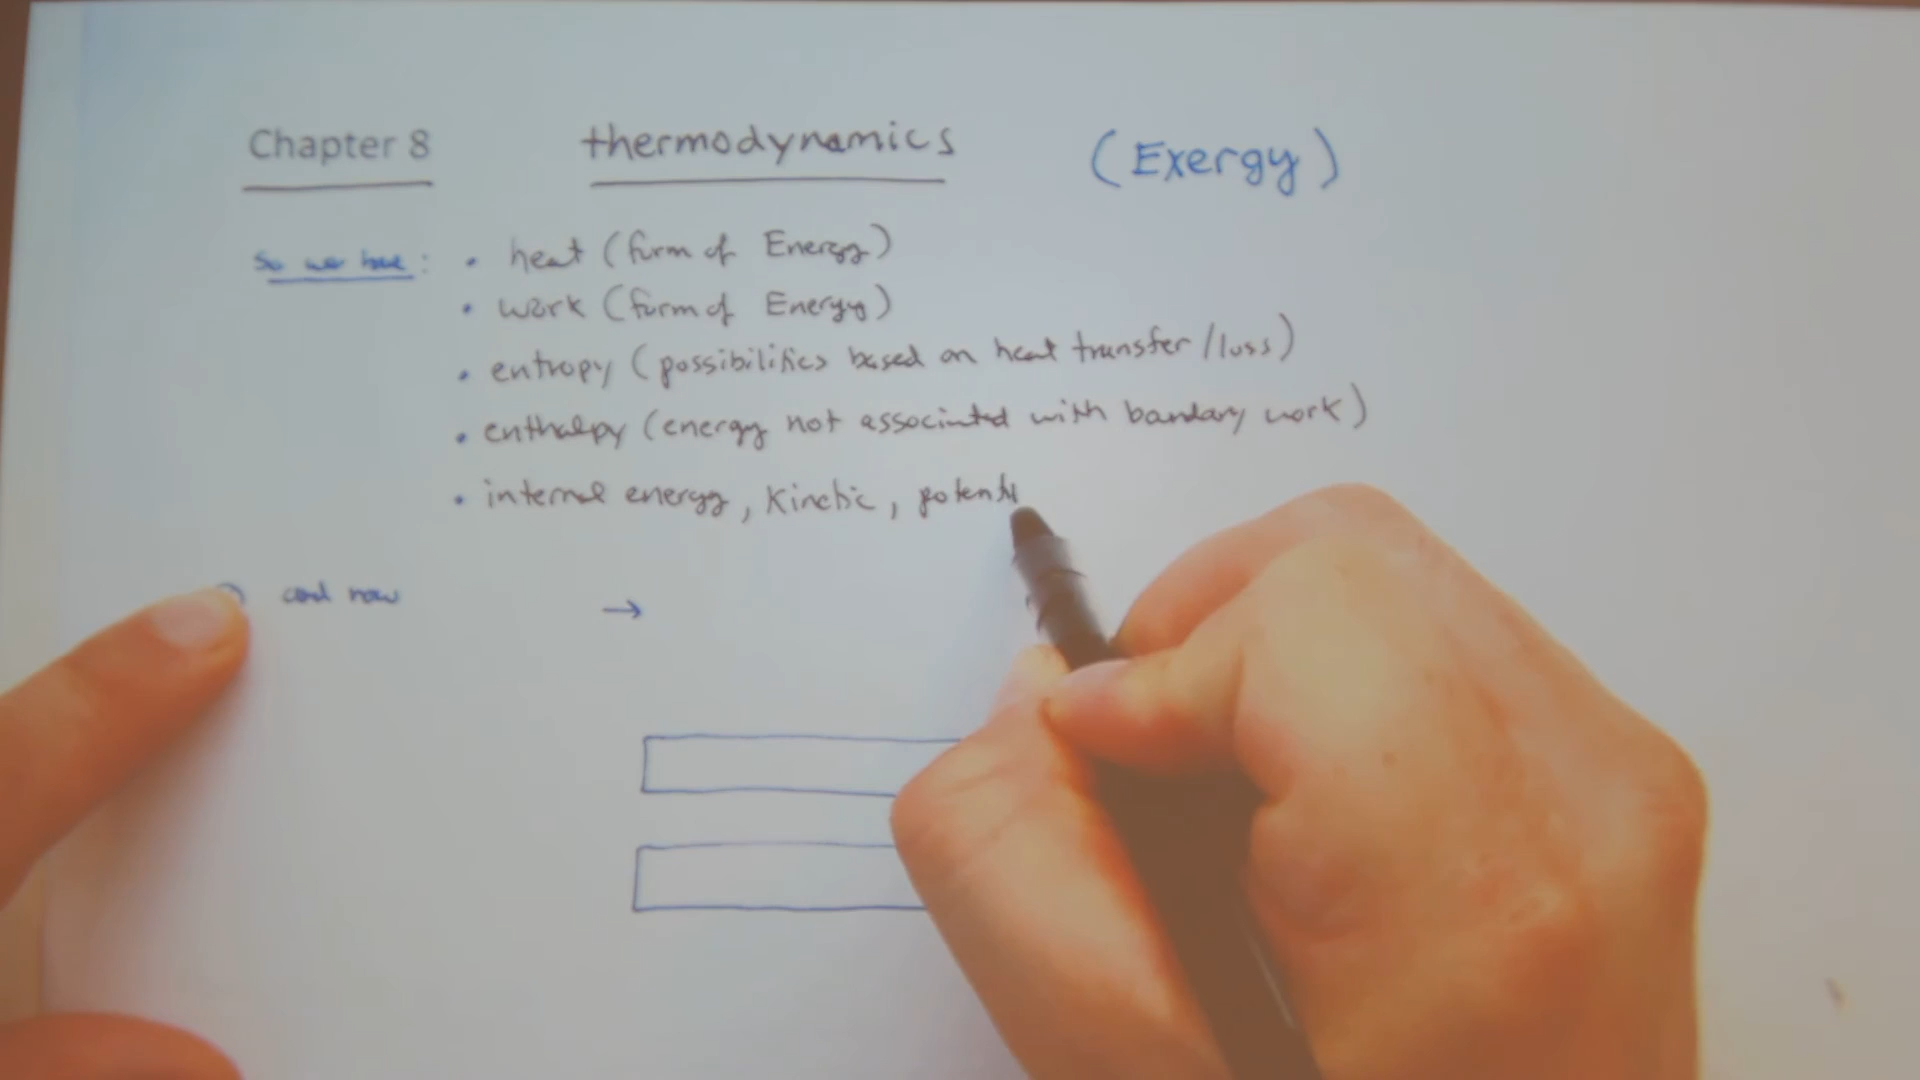 Chapter 8 thermodynamics (Exergy)
So we have : • heat (form of Energy)
• work (form of Energy)
• entropy (possibilities based on heat transfer/loss)
• enthalpy (energy not associated with boundary work)
• internal energy, kinetic, potenti
and now →